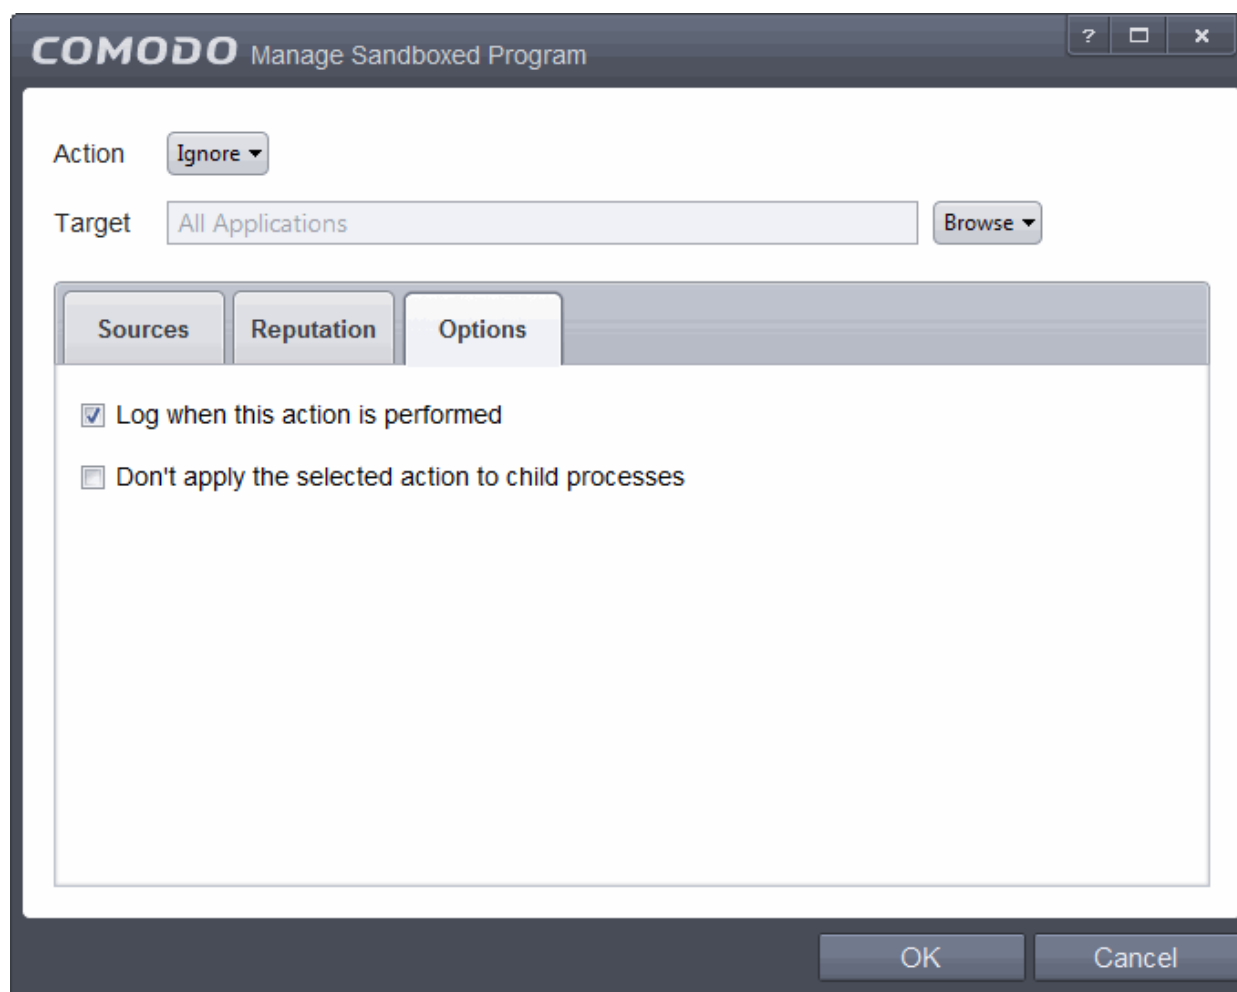 COMODO Manage Sandboxed Program
?
Action Ignore
Target All Applications Browse
Sources Reputation Options
Log when this action is performed
Don't apply the selected action to child processes
OK Cancel